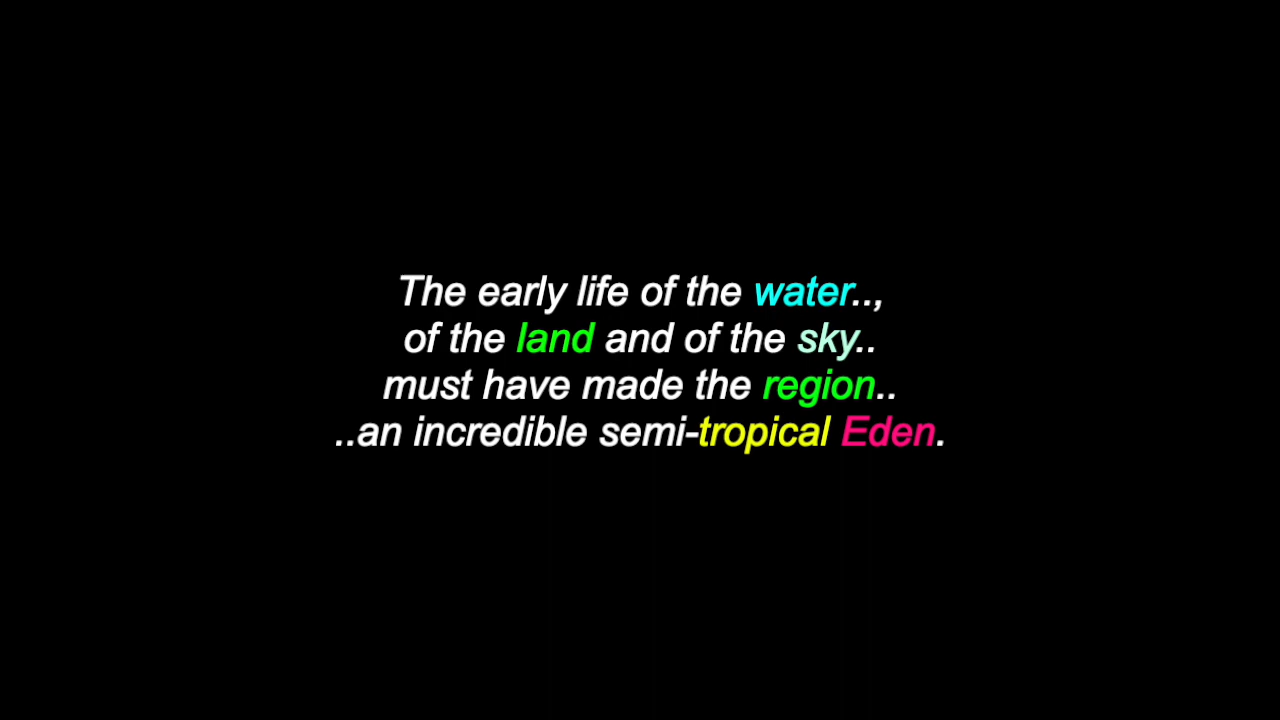 The early life of the water..,
of the land and of the sky..
must have made the region..
..an incredible semi-tropical Eden.